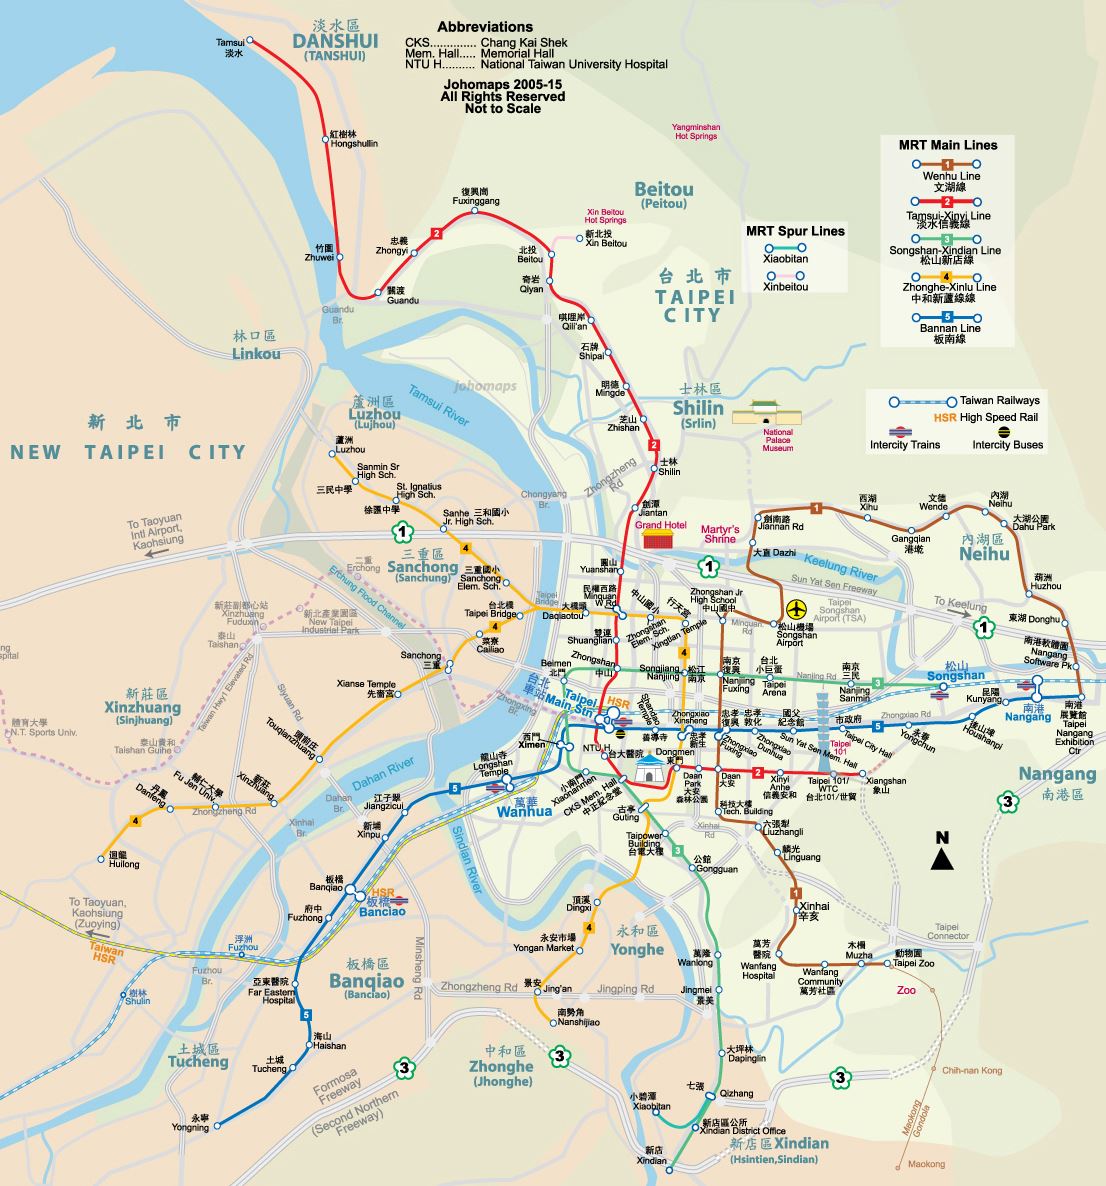 淡水區
DANSHUI
(TANSHUI)
Tamsui
淡水
Abbreviations
CKS.............. Chang Kai Shek
Mem. Hall..... Memorial Hall
NTU H.......... National Taiwan University Hospital
Johomaps 2005-15
All Rights Reserved
Not to Scale
紅樹林
Hongshullin
Yangminshan
Hot Springs
MRT Main Lines
1
Wenhu Line
文湖線
2
Tamsui-Xinyi Line
淡水信義線
3
Songshan-Xindian Line
松山新店線
4
Zhonghe-Xinlu Line
中和新蘆線線
5
Bannan Line
板南線
MRT Spur Lines
Xiaobitan
Xinbeitou
Taiwan Railways
HSR High Speed Rail
Intercity Trains
Intercity Buses
Beitou
(Peitou)
復興崗
Fuxinggang
Xin Beitou
Hot Springs
新北投
Xin Beitou
忠義
Zhongyi
2
竹圍
Zhuwei
關渡
Guandu
北投
Beitou
奇岩
Qiyan
台北市
TAIPEI
CITY
Guandu
Br.
唭哩岸
Qili'an
林口區
Linkou
石牌
Shipai
明德
Mingde
johomaps
Tamsui River
芝山
Zhishan
士林區
Shilin
(Srlin)
National
Palace
Museum
蘆洲區
Luzhou
(Lujhou)
新北市
NEW TAIPEI CITY
蘆洲
Luzhou
Sanmin Sr
High Sch.
三民中學
St. Ignatius
High Sch.
徐匯中學
2
士林
Shilin
Zhongzheng
Rd
Chongyang
Br.
劍潭
Jiantan
Sanhe 三和國小
Jr. High Sch.
To Taoyuan
Intl Airport,
Kaohsiung
1
4
三重區
Sanchong
(Sanchung)
Grand Hotel
Martyr's
Shrine
劍南路
Jiannan Rd
1
西湖
Xihu
文德
Wende
內湖
Neihu
大湖公園
Dahu Park
Gangqian
港乾
內湖區
Neihu
大直 Dazhi
Keelung River
Sun Yat Sen Freeway
葫洲
Huzhou
東湖 Donghu
To Keelung
1
1
二重
Erchong
Erchung Flood Channel
三重國小
Sanchong
Elem. Sch.
圓山
Yuanshan
民權西路
Minquan
W Rd
中山國小
Zhongshan
Elem. Sch.
行天宮
Xingtian Temple
Zhongshan Jr
High School
中山國中
Minquan
Rd.
松山機場
Songshan
Airport
Taipei
Songshan
Airport (TSA)
新莊副都心站
Xinzhuang
Fuduxin
新北產業園區
New Taipei
Industrial Park
台北橋
Taipei Bridge
4
Taipei
Bridge
大橋頭
Daqiaotou
雙連
Shuanglian
菜寮
Cailiao
泰山
Taishan
Sanchong
三重
Xianse Temple
先嗇宮
Beimen
北門
Zhongshan
中山
4
Songjiang 松江
Nanjiing 南京
南京
復興
Nanjiing
Fuxing
台北
小巨蛋
Taipei
Arena
Nanjing Rd
南京
三民
Nanjing
Sanmin
3
松山
Songshan
南港軟體園
Nangang
Software Pk
昆陽
Kunyang
南港
Nangang
南港
展覽館
Taipei
Nangang
Exhibition
Ctr
後山埤
Houshanpi
永春
Yongchun
Zhongxiao Rd
5
市政府
Taipei City Hall
國父
紀念館
Sun Yat Sen Mem. Hall
忠孝
敦化
Zhongxiao
Dunhua
忠孝
復興
Zhongxiao
Fuxing
Zhongxiao
Xinsheng
忠孝
新生
Shandao
Temple
善導寺
台北
車站
Taipei
Main Stn
HSR
Zhongxing
Br.
新莊區
Xinzhuang
(Sinjhuang)
Taiwan Hwy1 Elevated Rd
Siyuan Rd
體育大學
N.T. Sports Univ.
泰山貴和
Taishan Guihe
頭前庄
Touqianzhuang
新莊
Xinzhuang
輔仁大學
Fu Jen Univ.
丹鳳
Danfeng
4
Zhongzheng Rd
迴龍
Huilong
Dahan River
Dahan
Br.
Xinhai
Br.
西門
Ximen
龍山寺
Longshan
Temple
5
萬華
Wanhua
小南門
Xiaonanmen
NTU H.
台大醫院
CKS Mem. Hall
中正紀念堂
Dongmen
東門
Daan
Park
大安
森林公園
Daan
大安
2
Xinyi
Anhe
信義安和
Taipei
101
Taipei 101/
WTC
台北101/世貿
Xiangshan
象山
Nangang
南港區
3
江子翠
Jiangzicui
新埔
Xinpu
Sindian River
古亭
Guting
Taipower
Building
台電大樓
3
Xinhai
Rd
科技大樓
Tech. Building
六張犁
Liuzhangli
麟光
Linguang
1
Xinhai
辛亥
N
公館
Gongguan
板橋
Banqiao
HSR
板橋
Banciao
府中
Fuzhong
To Taoyuan,
Kaohsiung
(Zuoying)
Taiwan
HSR
浮洲
Fuzhou
Fuzhou
Br.
樹林
Shulin
亞東醫院
Far Eastern
Hospital
板橋區
Banqiao
(Banciao)
Minsheng Rd
頂溪
Dingxi
4
永安市場
Yongan Market
永和區
Yonghe
萬隆
Wanlong
萬芳
醫院
Wanfang
Hospital
Wanfang
Community
萬芳社區
木柵
Muzha
動物園
Taipei Zoo
Taipei
Connector
Zoo
Zhongzheng Rd
景安
Jing'an
Jingping Rd
Jingmei
景美
南勢角
Nanshijiao
5
海山
Haishan
土城
Tucheng
土城區
Tucheng
永寧
Yongning
Formosa
Freeway
(Second Northern
Freeway)
3
中和區
Zhonghe
(Jhonghe)
3
大坪林
Dapinglin
七張
Qizhang
小碧潭
Xiaobitan
新店區公所
Xindian District Office
新店
Xindian
新店區Xindian
(Hsintien,Sindian)
3
Chih-nan Kong
Maokong
Gondola
Maokong